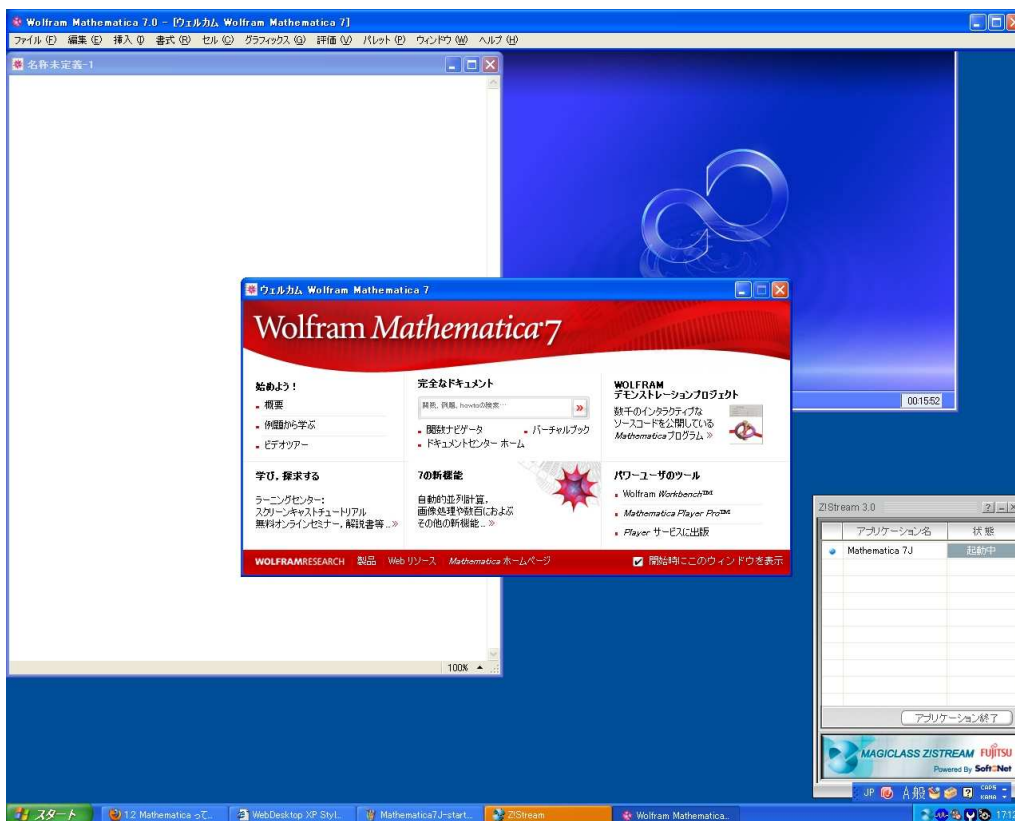 Wolfram Mathematica 7.0 - [ウェルカム Wolfram Mathematica 7]
ファイル (F) 編集 (E) 挿入 (I) 書式 (R) セル (C) グラフィックス (G) 評価 (V) パレット (P) ウィンドウ (W) ヘルプ (H)
名称未定義-1
ウェルカム Wolfram Mathematica 7
Wolfram Mathematica 7
始めよう!
概要
例題から学ぶ
ビデオツアー
完全なドキュメント
関数, 例題, howtoの検索…
関数ナビゲータ
バーチャルブック
ドキュメントセンター ホーム
WOLFRAM
デモンストレーションプロジェクト
数千のインタラクティブな
ソースコードを公開している
Mathematicaプログラム »
学び, 探求する
ラーニングセンター:
スクリーンキャストチュートリアル
無料オンラインセミナー, 解説書等...»
7の新機能
自動的並列計算,
画像処理や数百におよぶ
その他の新機能... »
パワーユーザのツール
Wolfram Workbench™
Mathematica Player Pro™
Player サービスに出版
WOLFRAMRESEARCH 製品 Web リソース Mathematica ホームページ
開始時にこのウィンドウを表示
00:15:52
100%
ZIStream 3.0
アプリケーション名 状態
Mathematica 7J 起動中
アプリケーション終了
MAGICLASS ZISTREAM FUJITSU
Powered By Soft Net
JP A 般 CAPS KANA
スタート 1.2 Mathematica って... WebDesktop XP Styl... Mathematica7J-start... ZIStream Wolfram Mathematica... 17:12